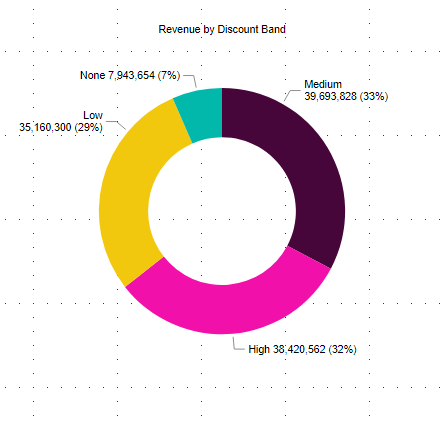 Revenue by Discount Band
None 7,943,654 (7%)
Medium
39,693,828 (33%)
Low
35,160,300 (29%)
High 38,420,562 (32%)